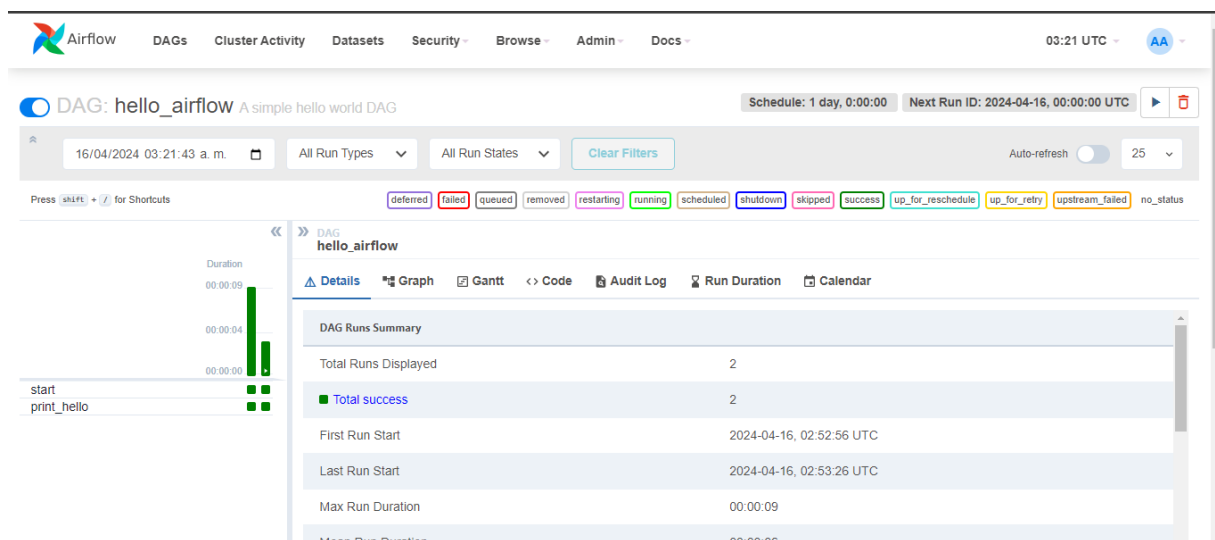 Airflow DAGs Cluster Activity Datasets Security Browse Admin Docs 03:21 UTC AA
DAG: hello_airflow A simple hello world DAG Schedule: 1 day, 0:00:00 Next Run ID: 2024-04-16, 00:00:00 UTC
16/04/2024 03:21:43 a. m. All Run Types All Run States Clear Filters Auto-refresh 25
Press shift + / for Shortcuts deferred failed queued removed restarting running scheduled shutdown skipped success up_for_reschedule up_for_retry upstream_failed no_status
DAG
hello_airflow
Duration
00:00:09
00:00:04
00:00:00
start
print_hello
Details Graph Gantt <> Code Audit Log Run Duration Calendar
DAG Runs Summary
Total Runs Displayed 2
Total success 2
First Run Start 2024-04-16, 02:52:56 UTC
Last Run Start 2024-04-16, 02:53:26 UTC
Max Run Duration 00:00:09
Mean Run Duration